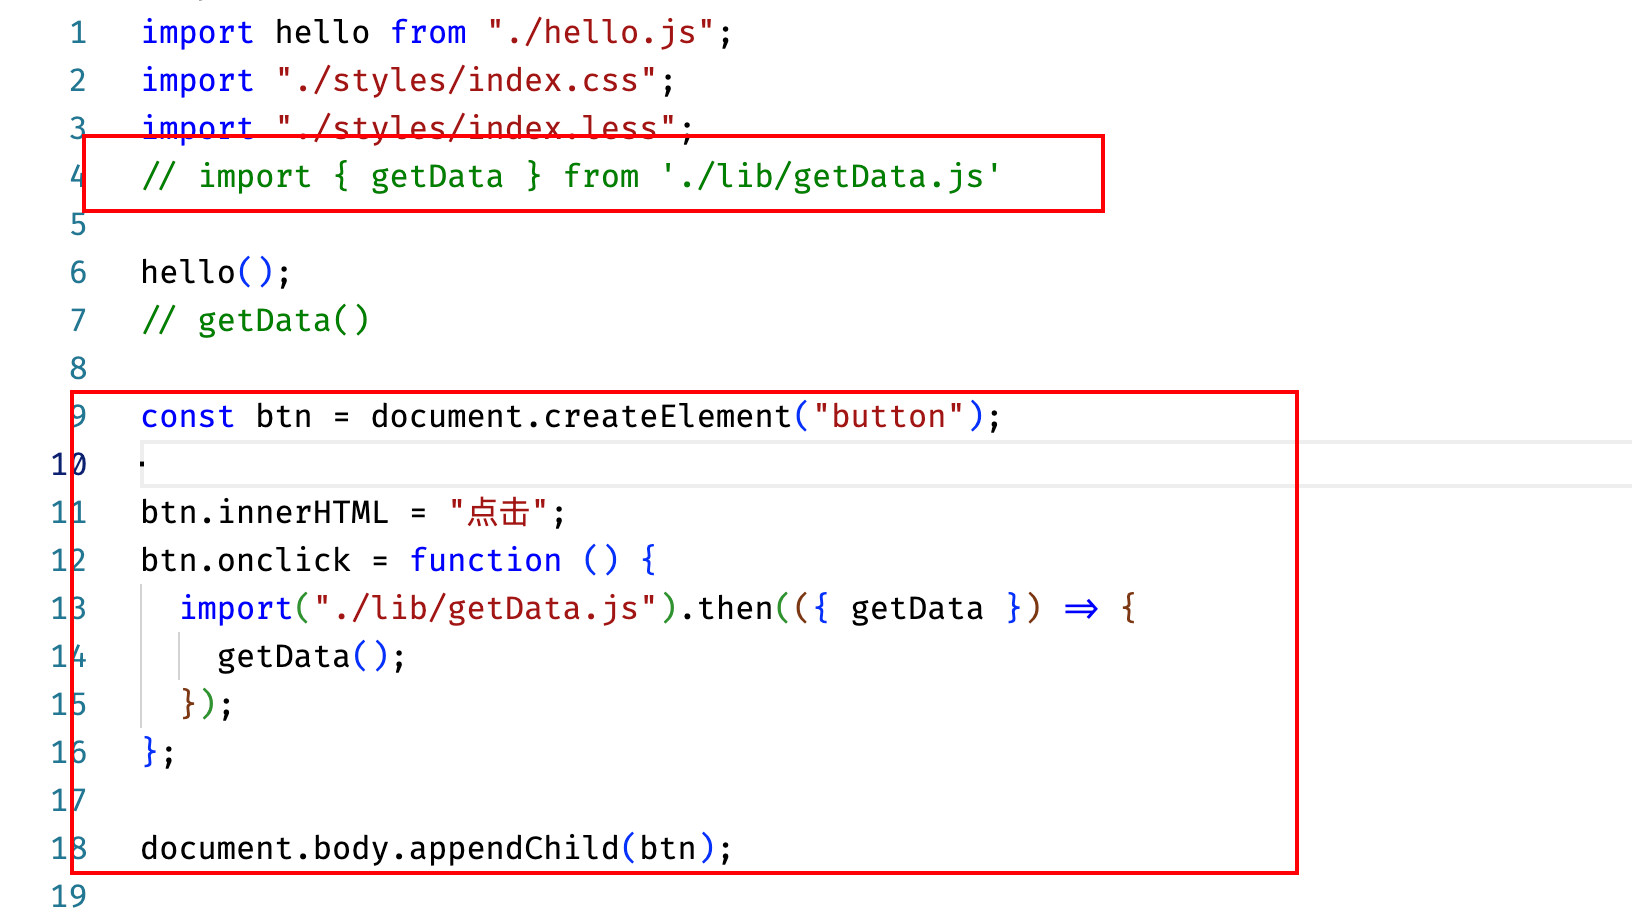 1 import hello from "./hello.js";
2 import "./styles/index.css";
3 import "./styles/index.less";
4 // import { getData } from './lib/getData.js'
5
6 hello();
7 // getData()
8
9 const btn = document.createElement("button");
10
11 btn.innerHTML = "点击";
12 btn.onclick = function () {
13   import("./lib/getData.js").then(({ getData }) => {
14     getData();
15   });
16 };
17
18 document.body.appendChild(btn);
19